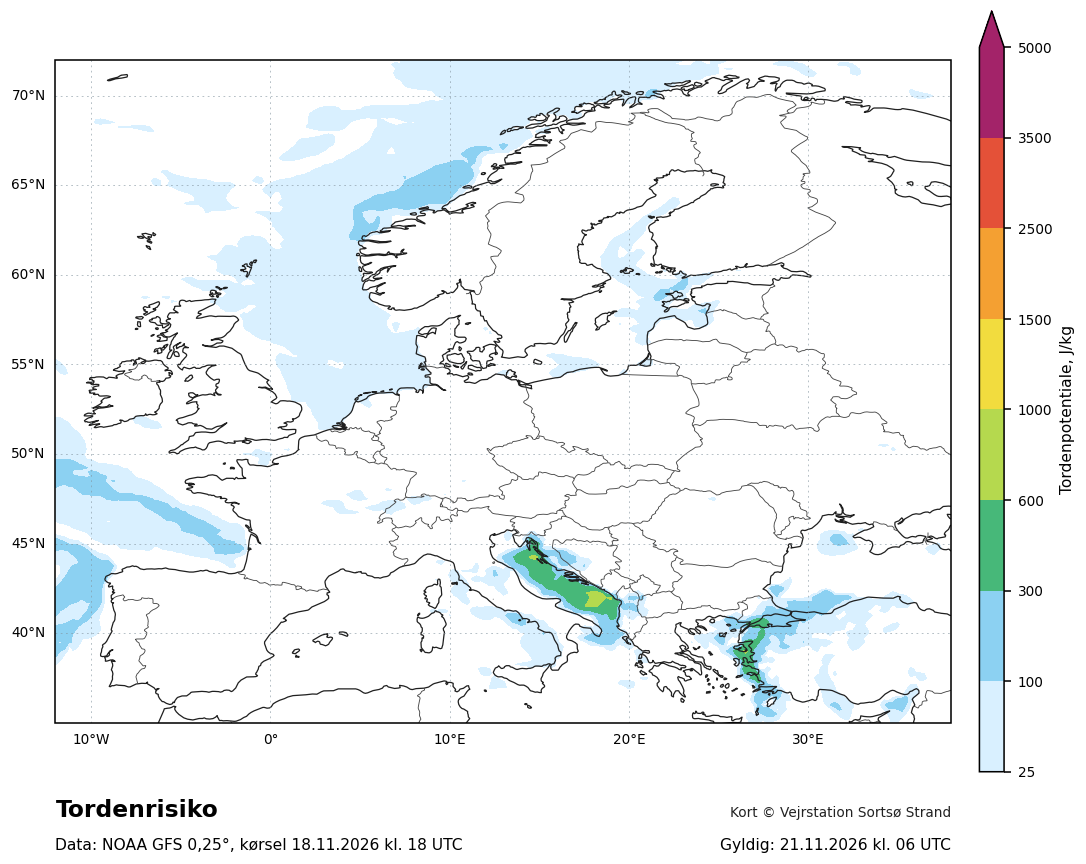 70°N
65°N
60°N
55°N
50°N
45°N
40°N
10°W
0°
10°E
20°E
30°E
5000
3500
2500
1500
1000
600
300
100
25
Tordenpotentiale, J/kg
Tordenrisiko
Kort © Vejrstation Sortsø Strand
Data: NOAA GFS 0,25°, kørsel 18.11.2026 kl. 18 UTC
Gyldig: 21.11.2026 kl. 06 UTC